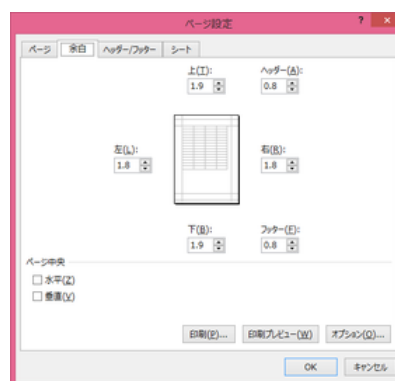 ページ設定
ページ 余白 ヘッダー/フッター シート
上(T): ヘッダー(A):
1.9 0.8
左(L): 右(R):
1.8 1.8
下(B): フッター(F):
1.9 0.8
ページ中央
水平(Z)
垂直(V)
印刷(P)... 印刷プレビュー(W) オプション(O)...
OK キャンセル